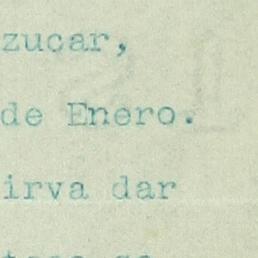 zucar,
de Enero.
irva dar